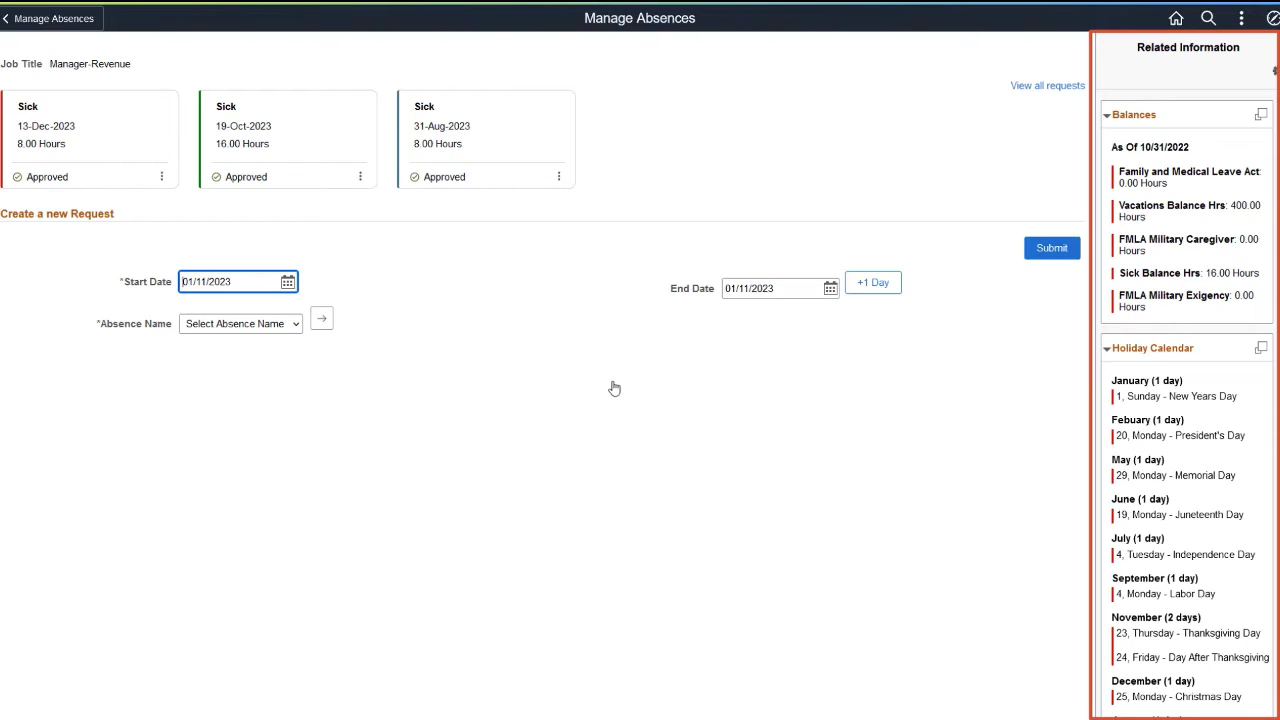 Manage Absences
Manage Absences
Job Title Manager-Revenue
View all requests
Sick
13-Dec-2023
8.00 Hours
Approved
Sick
19-Oct-2023
16.00 Hours
Approved
Sick
31-Aug-2023
8.00 Hours
Approved
Create a new Request
Submit
*Start Date 01/11/2023
End Date 01/11/2023 +1 Day
*Absence Name Select Absence Name
Related Information
Balances
As Of 10/31/2022
Family and Medical Leave Act:
0.00 Hours
Vacations Balance Hrs: 400.00
Hours
FMLA Military Caregiver: 0.00
Hours
Sick Balance Hrs: 16.00 Hours
FMLA Military Exigency: 0.00
Hours
Holiday Calendar
January (1 day)
1, Sunday - New Years Day
Febuary (1 day)
20, Monday - President's Day
May (1 day)
29, Monday - Memorial Day
June (1 day)
19, Monday - Juneteenth Day
July (1 day)
4, Tuesday - Independence Day
September (1 day)
4, Monday - Labor Day
November (2 days)
23, Thursday - Thanksgiving Day
24, Friday - Day After Thanksgiving
December (1 day)
25, Monday - Christmas Day